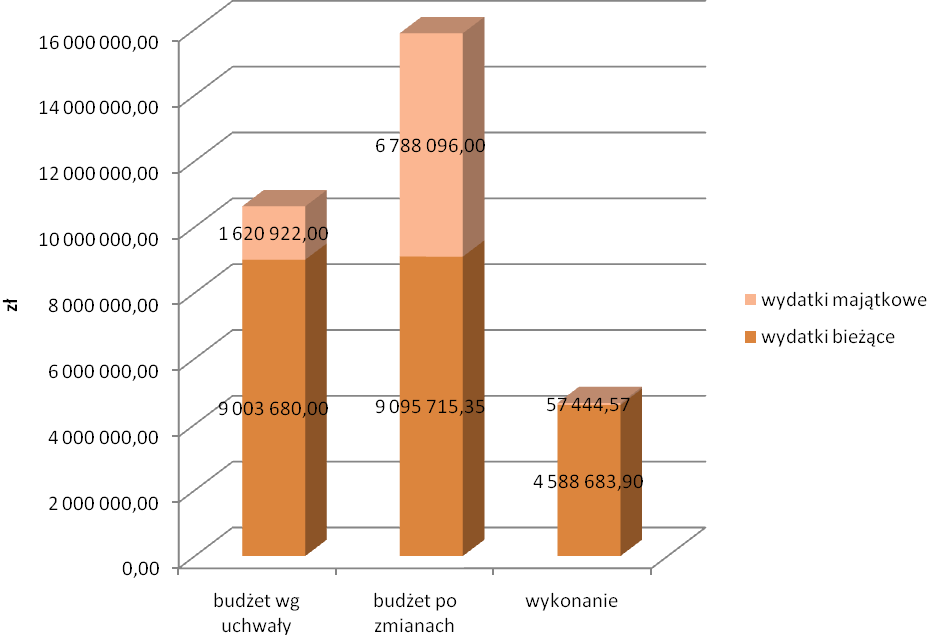 16 000 000,00
14 000 000,00
12 000 000,00
10 000 000,00
8 000 000,00
6 000 000,00
4 000 000,00
2 000 000,00
0,00
zł
6 788 096,00
1 620 922,00
9 003 680,00
9 095 715,35
57 444,57
4 588 683,90
budżet wg
uchwały
budżet po
zmianach
wykonanie
wydatki majątkowe
wydatki bieżące